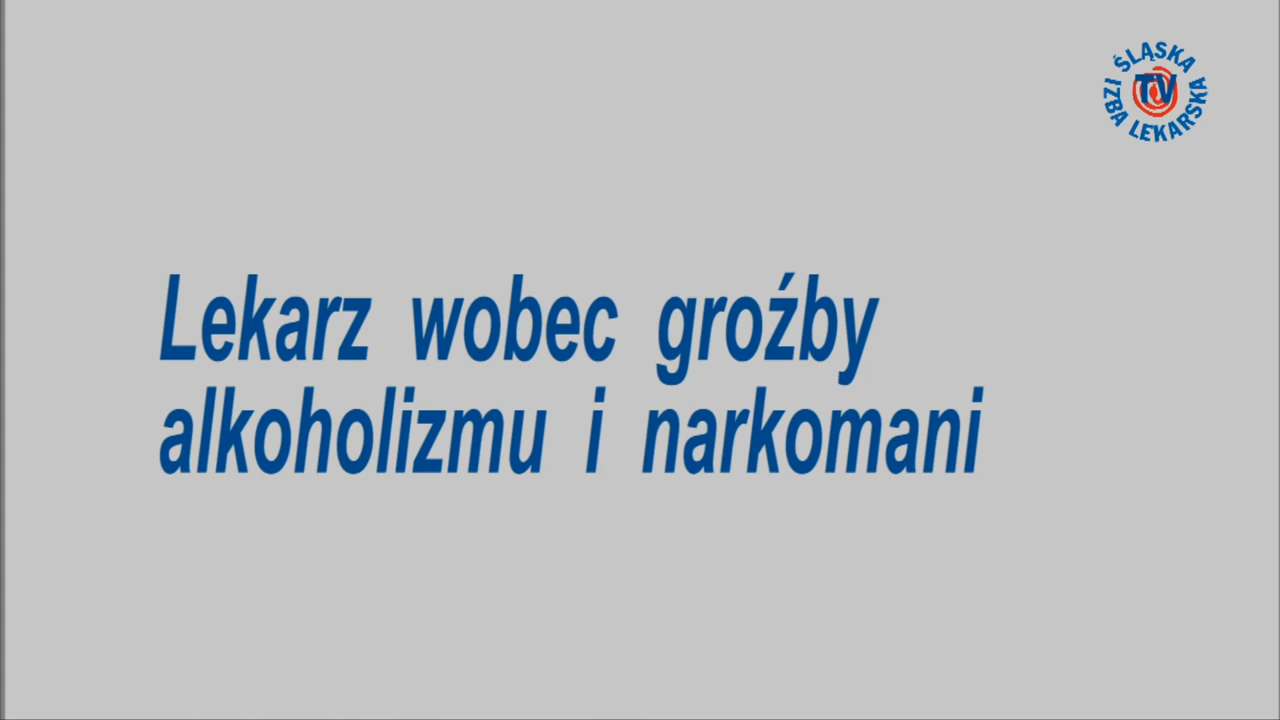 ŚLĄSKA
IZBA LEKARSKA
TV
Lekarz wobec groźby
alkoholizmu i narkomani